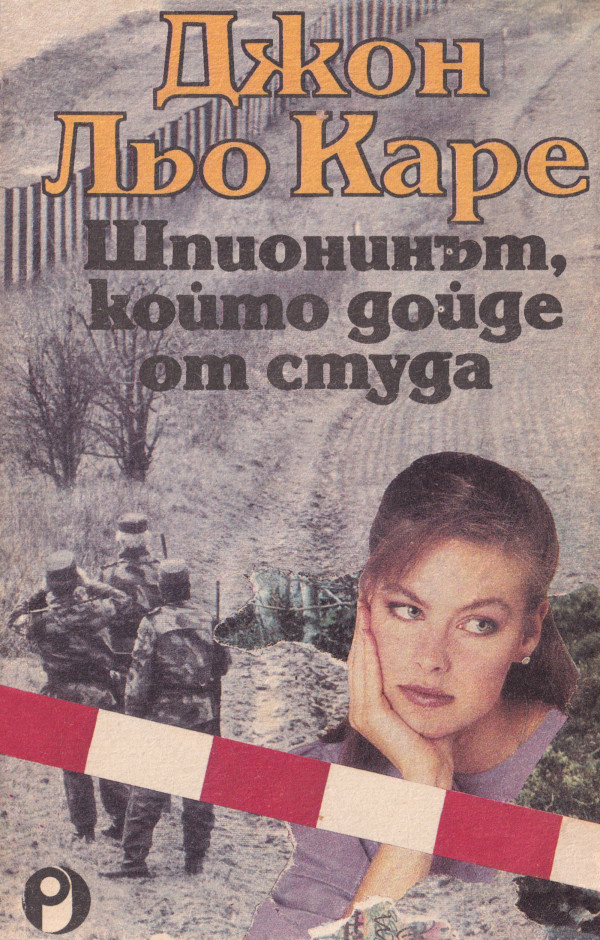 Джон
Льо Каре
Шпионинът,
който дойде
от студа